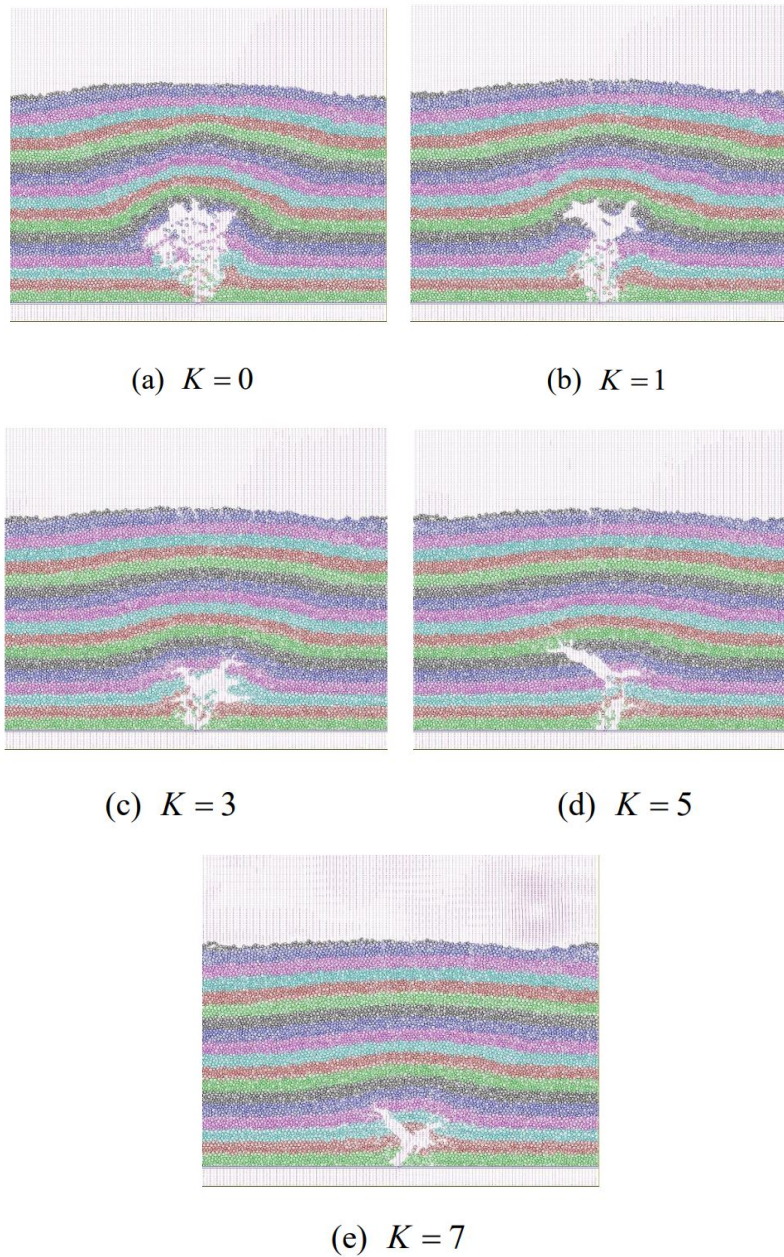 (a) K = 0
(b) K = 1
(c) K = 3
(d) K = 5
(e) K = 7